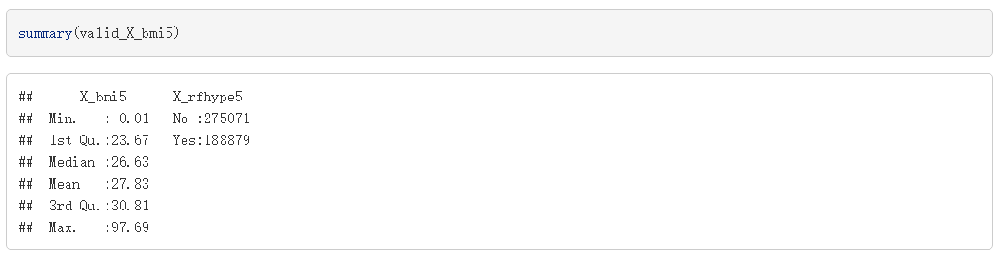 summary(valid_X_bmi5)
##      X_bmi5      X_rfhype5
##  Min.   : 0.01   No :275071
##  1st Qu.:23.67   Yes:188879
##  Median :26.63
##  Mean   :27.83
##  3rd Qu.:30.81
##  Max.   :97.69